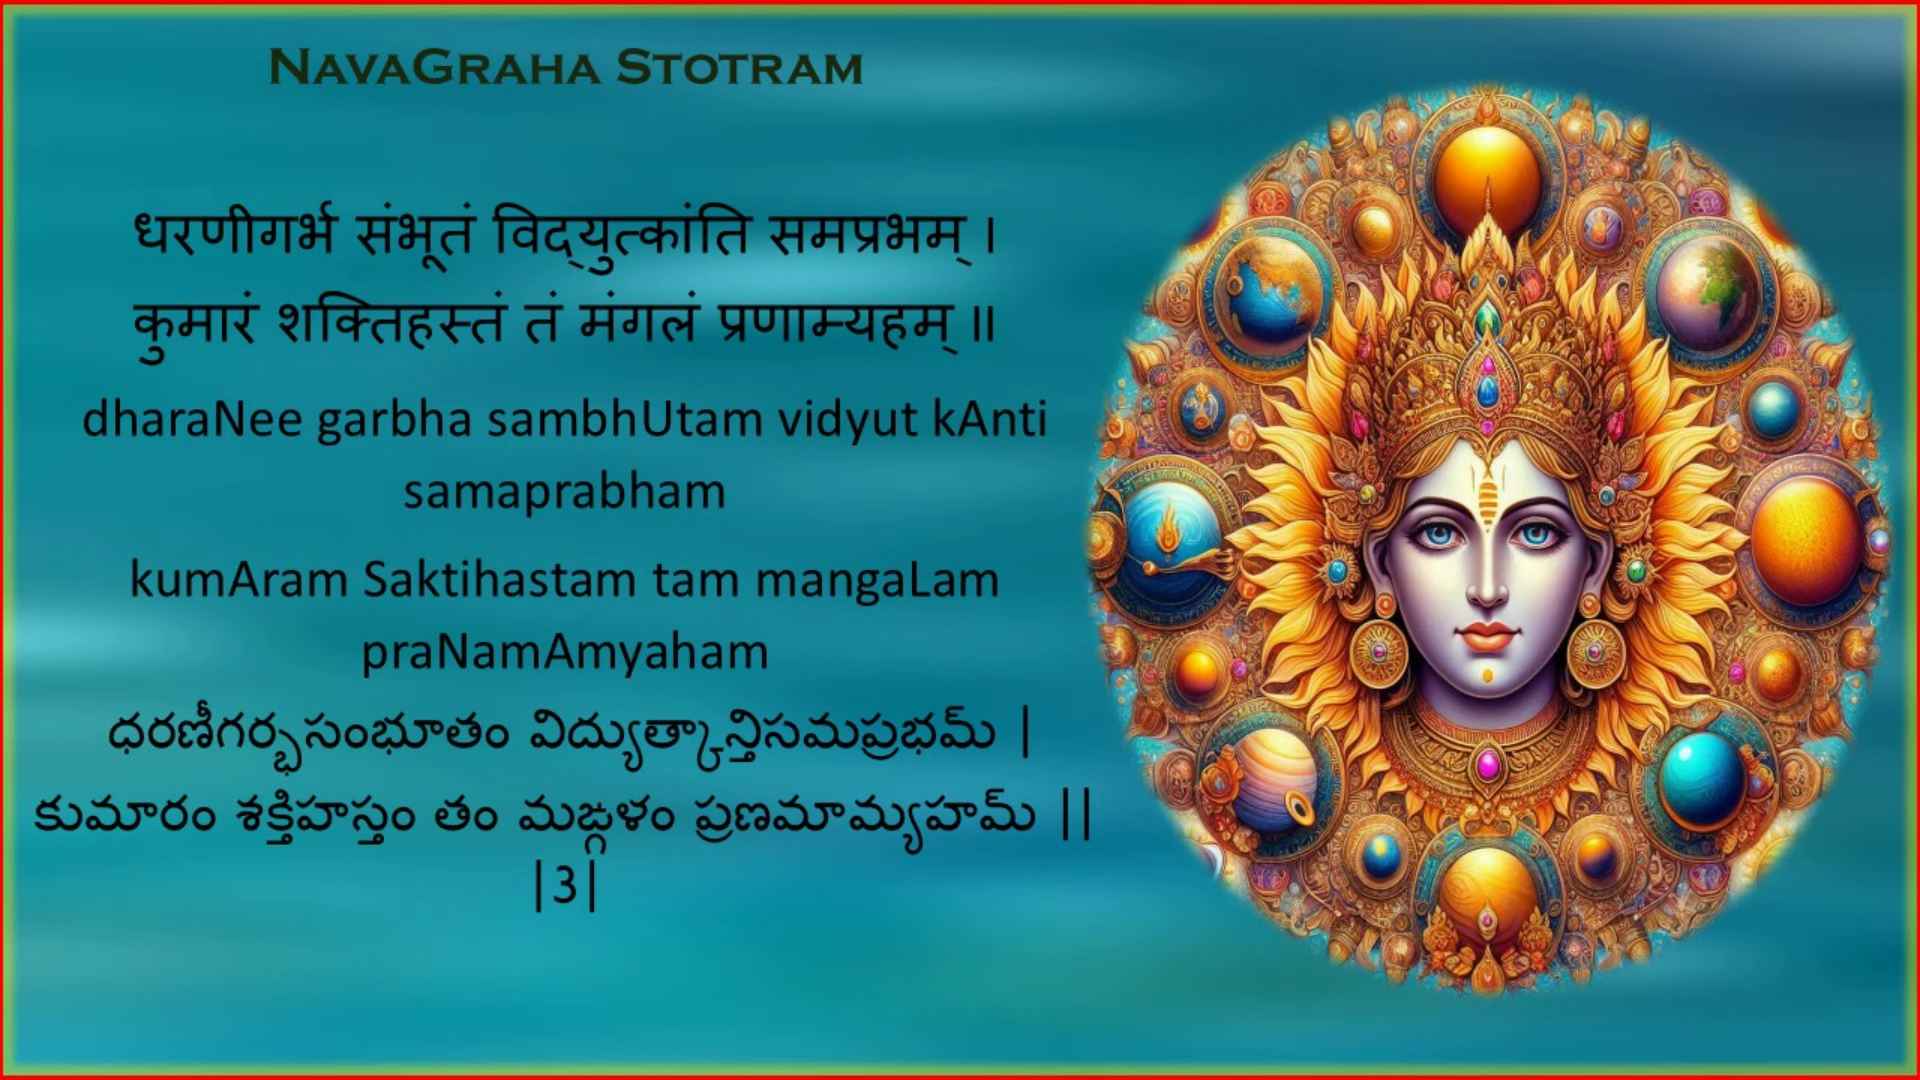 NavaGraha Stotram
धरणीगर्भ संभूतं विद्‌युत्कांति समप्रभम् ।
कुमारं शक्तिहस्तं तं मंगलं प्रणाम्यहम् ॥
dharaNee garbha sambhUtam vidyut kAnti
samaprabham
kumAram Saktihastam tam mangaLam
praNamAmyaham
ధరణీగర్భసంభూతం విద్యుత్కాన్తిసమప్రభమ్ |
కుమారం శక్తిహస్తం తం మఙ్గళం ప్రణమామ్యహమ్ ||
|3|